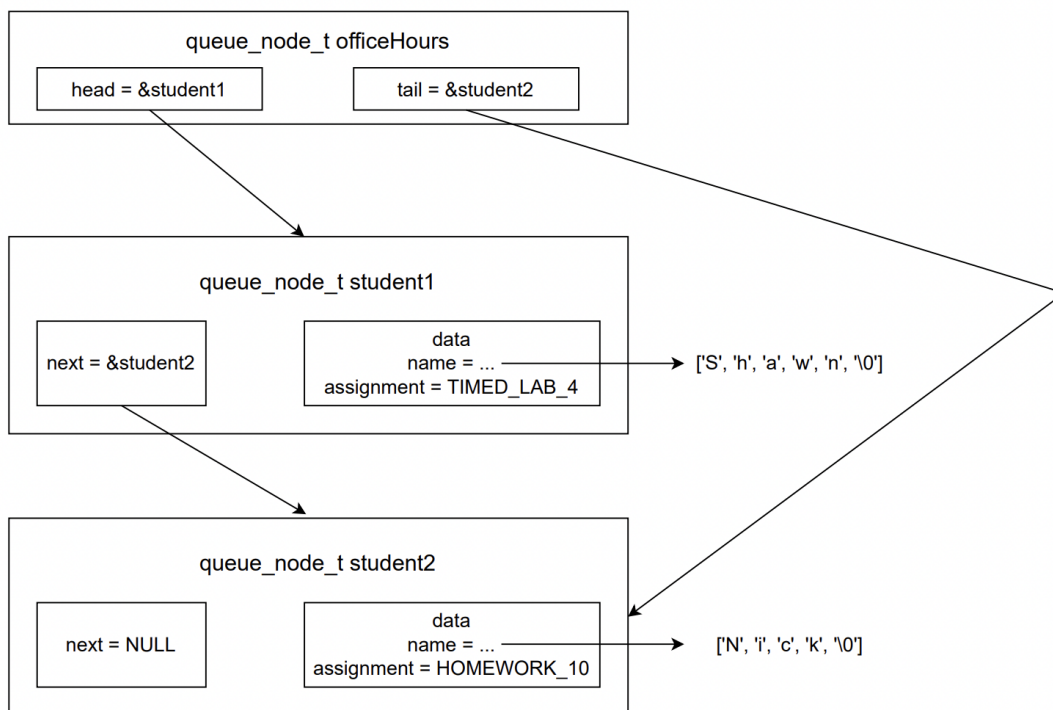 queue_node_t officeHours
head = &student1
tail = &student2
queue_node_t student1
next = &student2
data
name = ...
assignment = TIMED_LAB_4
['S', 'h', 'a', 'w', 'n', '\0']
queue_node_t student2
next = NULL
data
name = ...
assignment = HOMEWORK_10
['N', 'i', 'c', 'k', '\0']